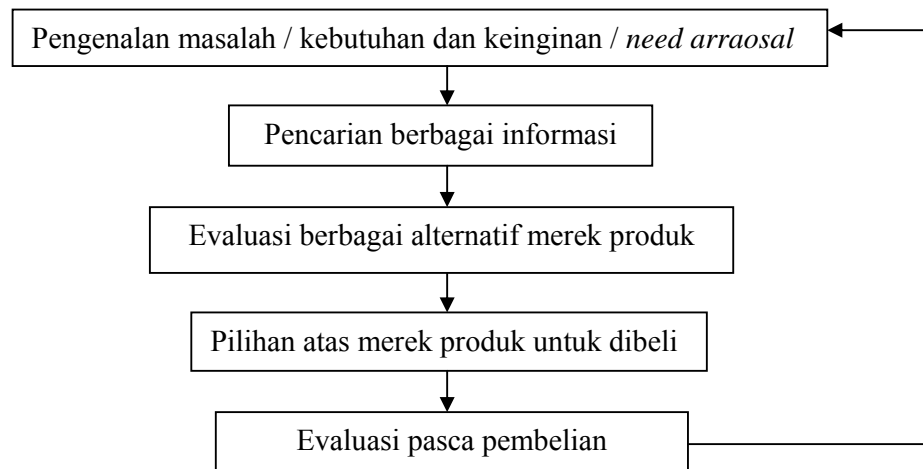 Pengenalan masalah / kebutuhan dan keinginan / need arraosal
Pencarian berbagai informasi
Evaluasi berbagai alternatif merek produk
Pilihan atas merek produk untuk dibeli
Evaluasi pasca pembelian